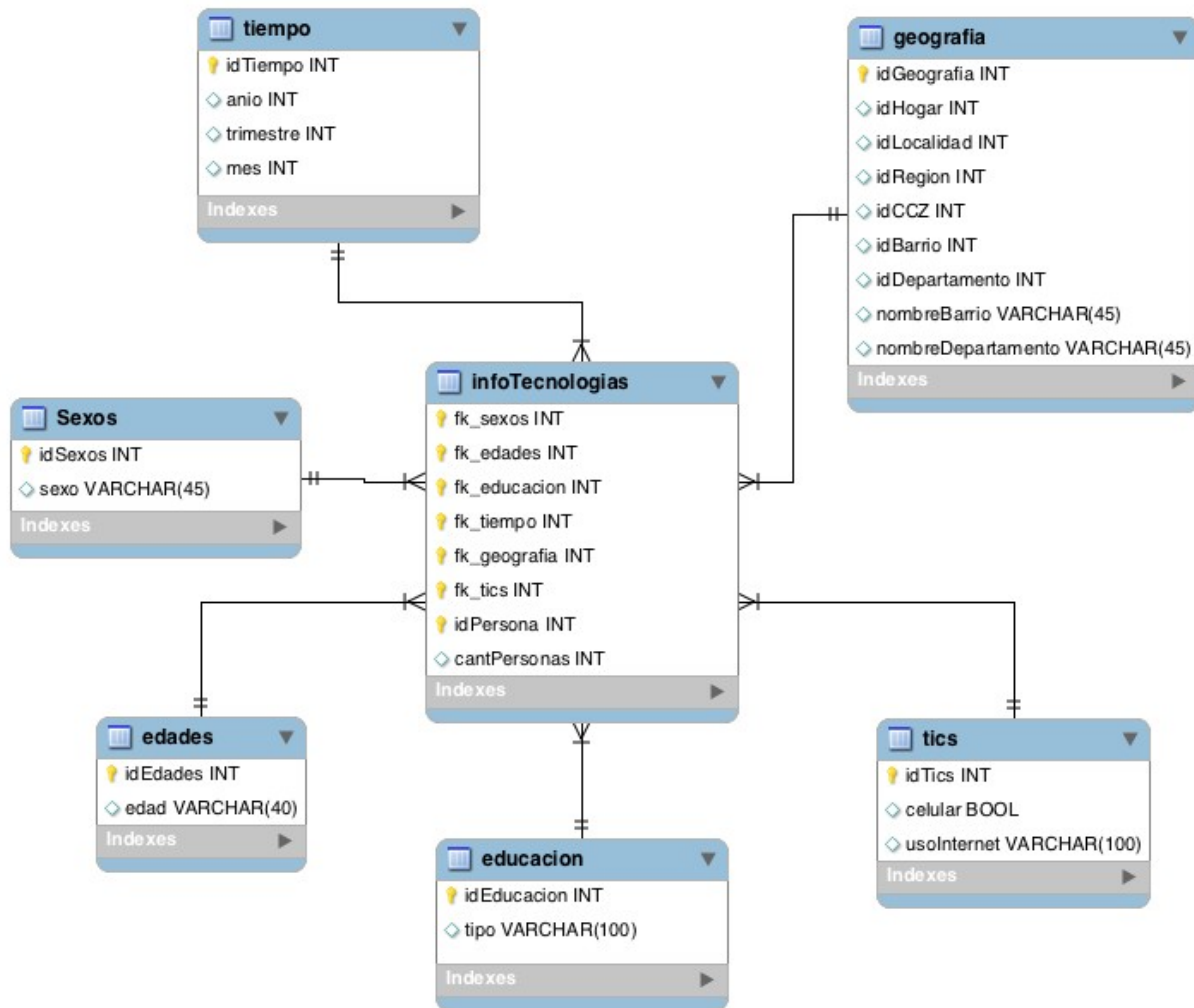 tiempo
idTiempo INT
anio INT
trimestre INT
mes INT
Indexes
geografia
idGeografia INT
idHogar INT
idLocalidad INT
idRegion INT
idCCZ INT
idBarrio INT
idDepartamento INT
nombreBarrio VARCHAR(45)
nombreDepartamento VARCHAR(45)
Indexes
infoTecnologias
fk_sexos INT
fk_edades INT
fk_educacion INT
fk_tiempo INT
fk_geografia INT
fk_tics INT
idPersona INT
cantPersonas INT
Indexes
Sexos
idSexos INT
sexo VARCHAR(45)
Indexes
edades
idEdades INT
edad VARCHAR(40)
Indexes
educacion
idEducacion INT
tipo VARCHAR(100)
Indexes
tics
idTics INT
celular BOOL
usoInternet VARCHAR(100)
Indexes